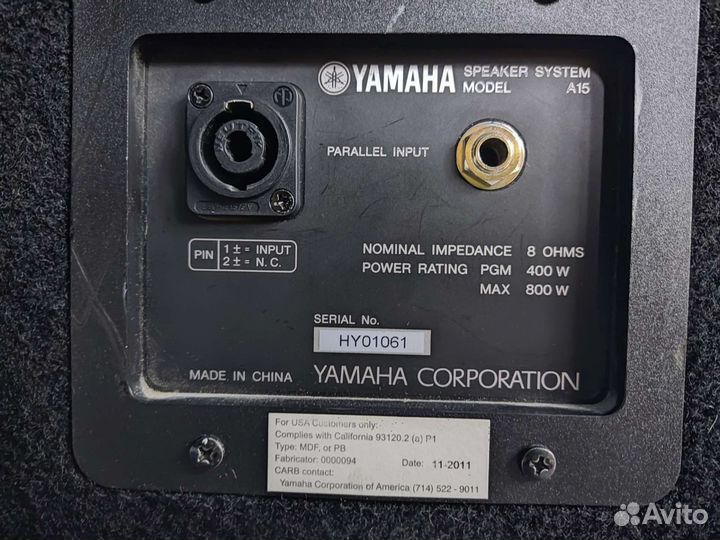 YAMAHA SPEAKER SYSTEM
MODEL A15
NEUTRIK
PARALLEL INPUT
PIN 1 ± = INPUT
2 ± = N.C.
NOMINAL IMPEDANCE 8 OHMS
POWER RATING PGM 400 W
MAX 800 W
SERIAL No.
HY01061
MADE IN CHINA YAMAHA CORPORATION
For USA Customers only:
Complies with California 93120.2 (a) P1
Type: MDF, or PB
Fabricator: 0000094 Date: 11-2011
CARB contact:
Yamaha Corporation of America (714) 522 - 9011
Avito